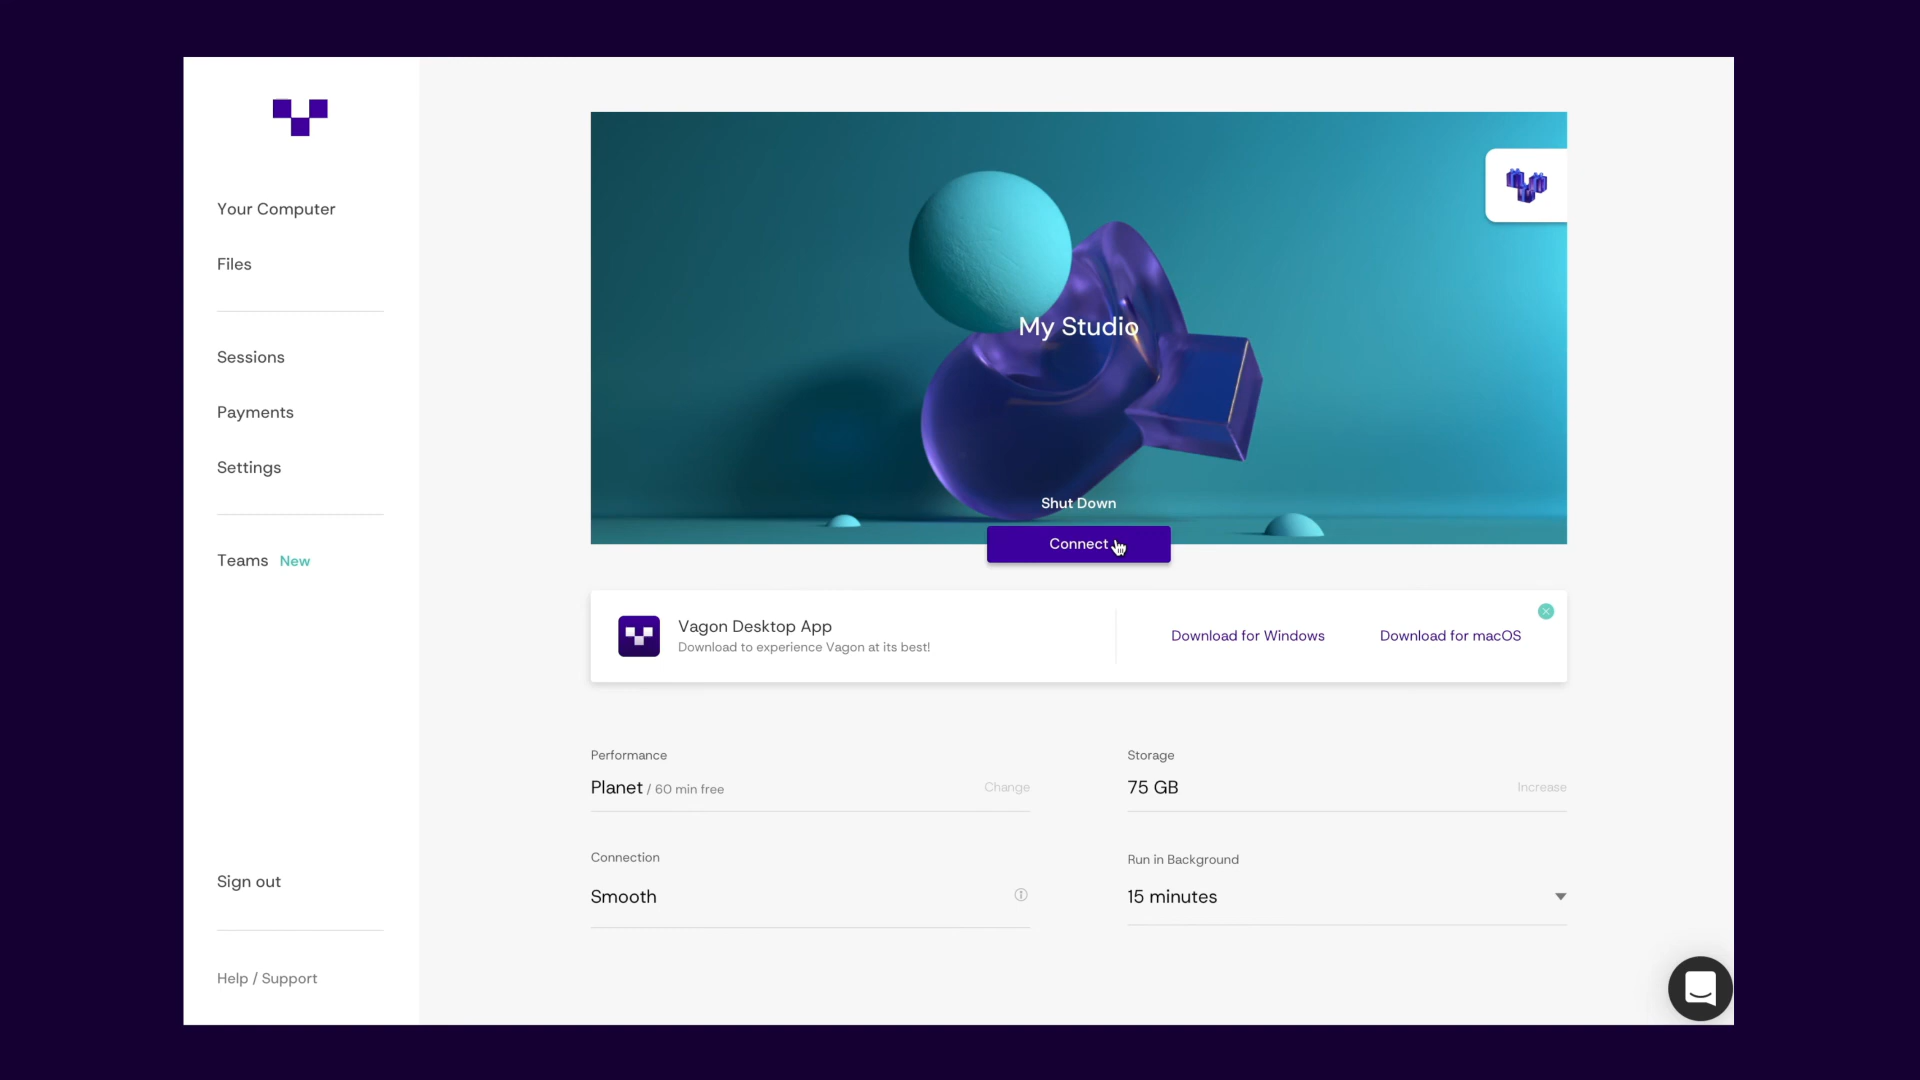 Your Computer
Files
Sessions
Payments
Settings
Teams New
Sign out
Help / Support
My Studio
Shut Down
Connect
Vagon Desktop App
Download to experience Vagon at its best!
Download for Windows
Download for macOS
Performance
Planet / 60 min free
Change
Storage
75 GB
Increase
Connection
Smooth
Run in Background
15 minutes